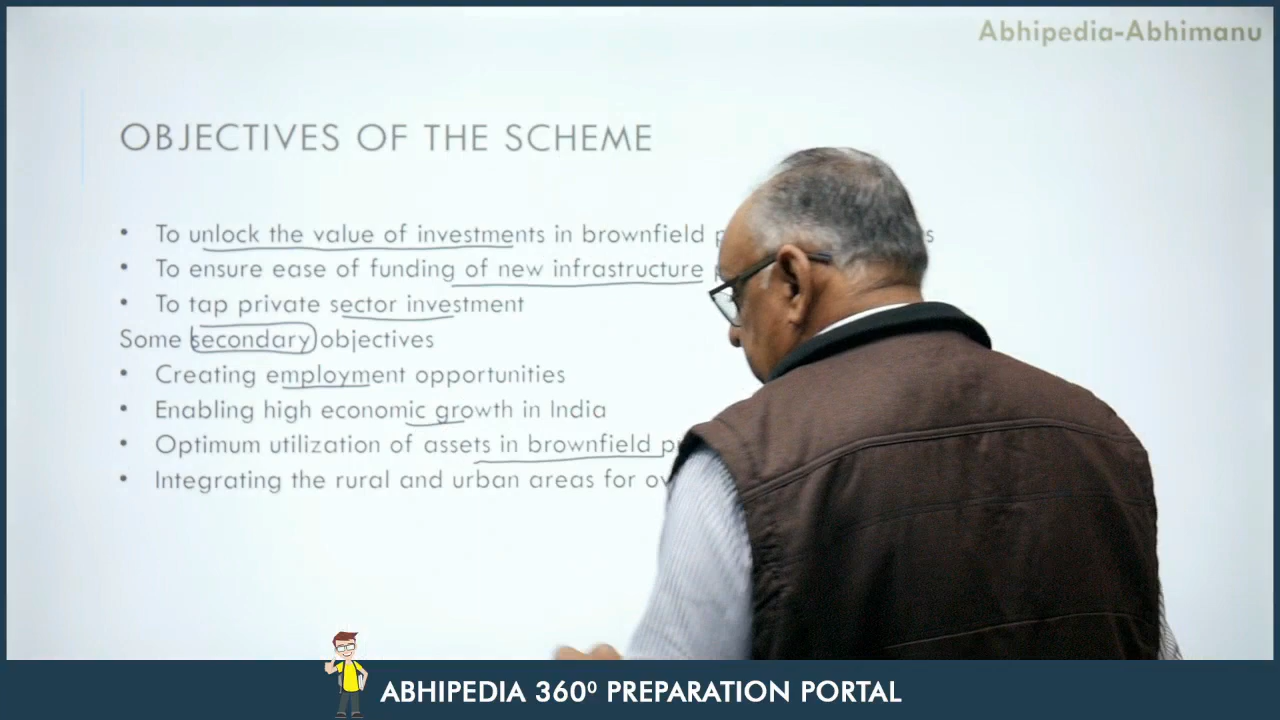 Abhipedia-Abhimanu
OBJECTIVES OF THE SCHEME
• To unlock the value of investments in brownfield
• To ensure ease of funding of new infrastructure
• To tap private sector investment
Some secondary objectives
• Creating employment opportunities
• Enabling high economic growth in India
• Optimum utilization of assets in brownfield
• Integrating the rural and urban areas for
ABHIPEDIA 360⁰ PREPARATION PORTAL